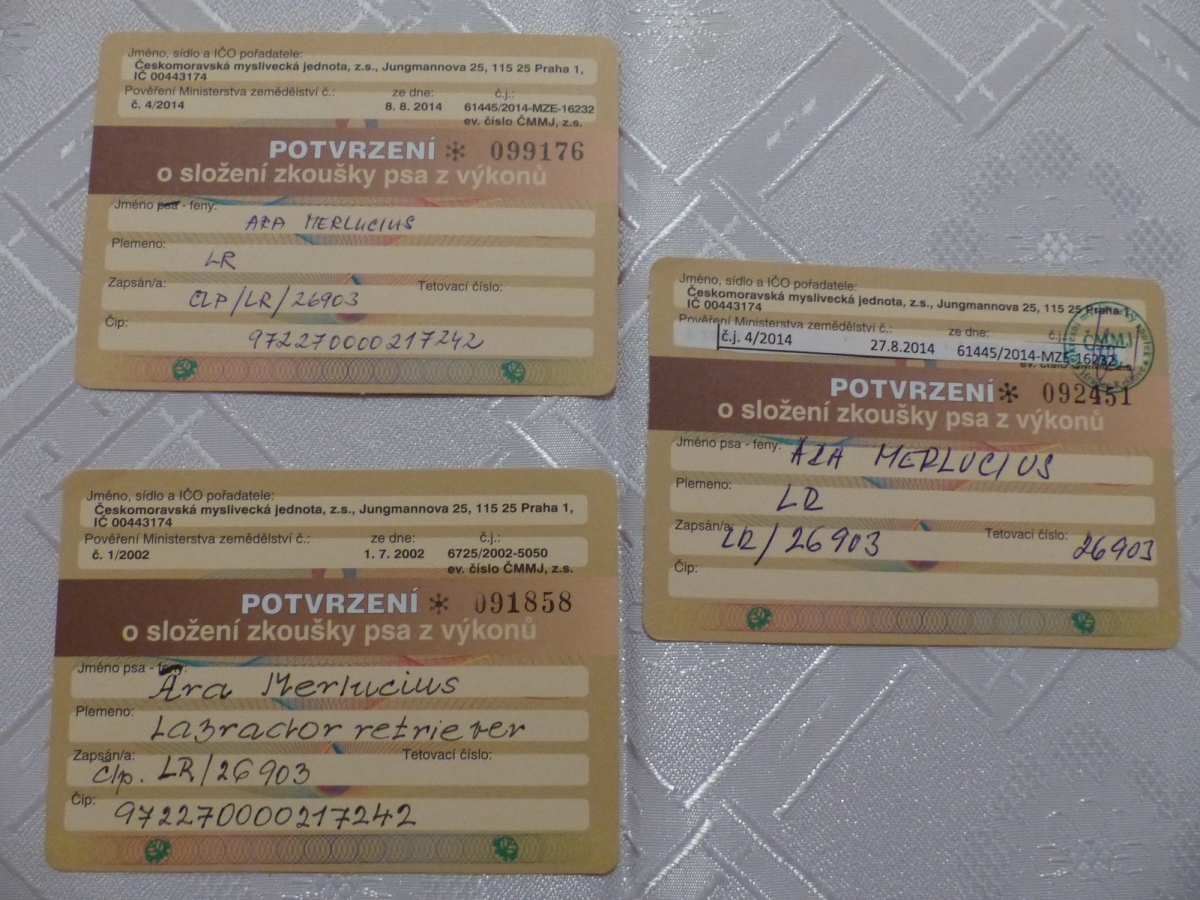 Jméno, sídlo a IČO pořadatele:
Českomoravská myslivecká jednota, z.s., Jungmannova 25, 115 25 Praha 1,
IČ 00443174
Pověření Ministerstva zemědělství č.: ze dne: č.j.:
č. 4/2014 8. 8. 2014 61445/2014-MZE-16232
ev. číslo ČMMJ, z.s.
POTVRZENÍ * 099176
o složení zkoušky psa z výkonů
Jméno psa - feny:
ARA MERLUCIUS
Plemeno:
LR
Zapsán/a: Tetovací číslo:
CLP/LR/26903
Čip:
972270000217242
Jméno, sídlo a IČO pořadatele:
Českomoravská myslivecká jednota, z.s., Jungmannova 25, 115 25 Praha 1,
IČ 00443174
Pověření Ministerstva zemědělství č.: ze dne: č.j.
č.j. 4/2014 27.8.2014 61445/2014-MZE-16232
ev. číslo ČMMJ, z.s.
ČMMJ
POTVRZENÍ * 092451
o složení zkoušky psa z výkonů
Jméno psa - feny: ARA MERLUCIUS
Plemeno:
LR
Zapsán/a: Tetovací číslo:
LR/26903 26903
Čip:
Jméno, sídlo a IČO pořadatele:
Českomoravská myslivecká jednota, z.s., Jungmannova 25, 115 25 Praha 1,
IČ 00443174
Pověření Ministerstva zemědělství č.: ze dne: č.j.:
č. 1/2002 1. 7. 2002 6725/2002-5050
ev. číslo ČMMJ, z.s.
POTVRZENÍ * 091858
o složení zkoušky psa z výkonů
Jméno psa - feny:
Ara Merlucius
Plemeno:
Labrador retriever
Zapsán/a: Tetovací číslo:
Clp. LR/26903
Čip:
972270000217242